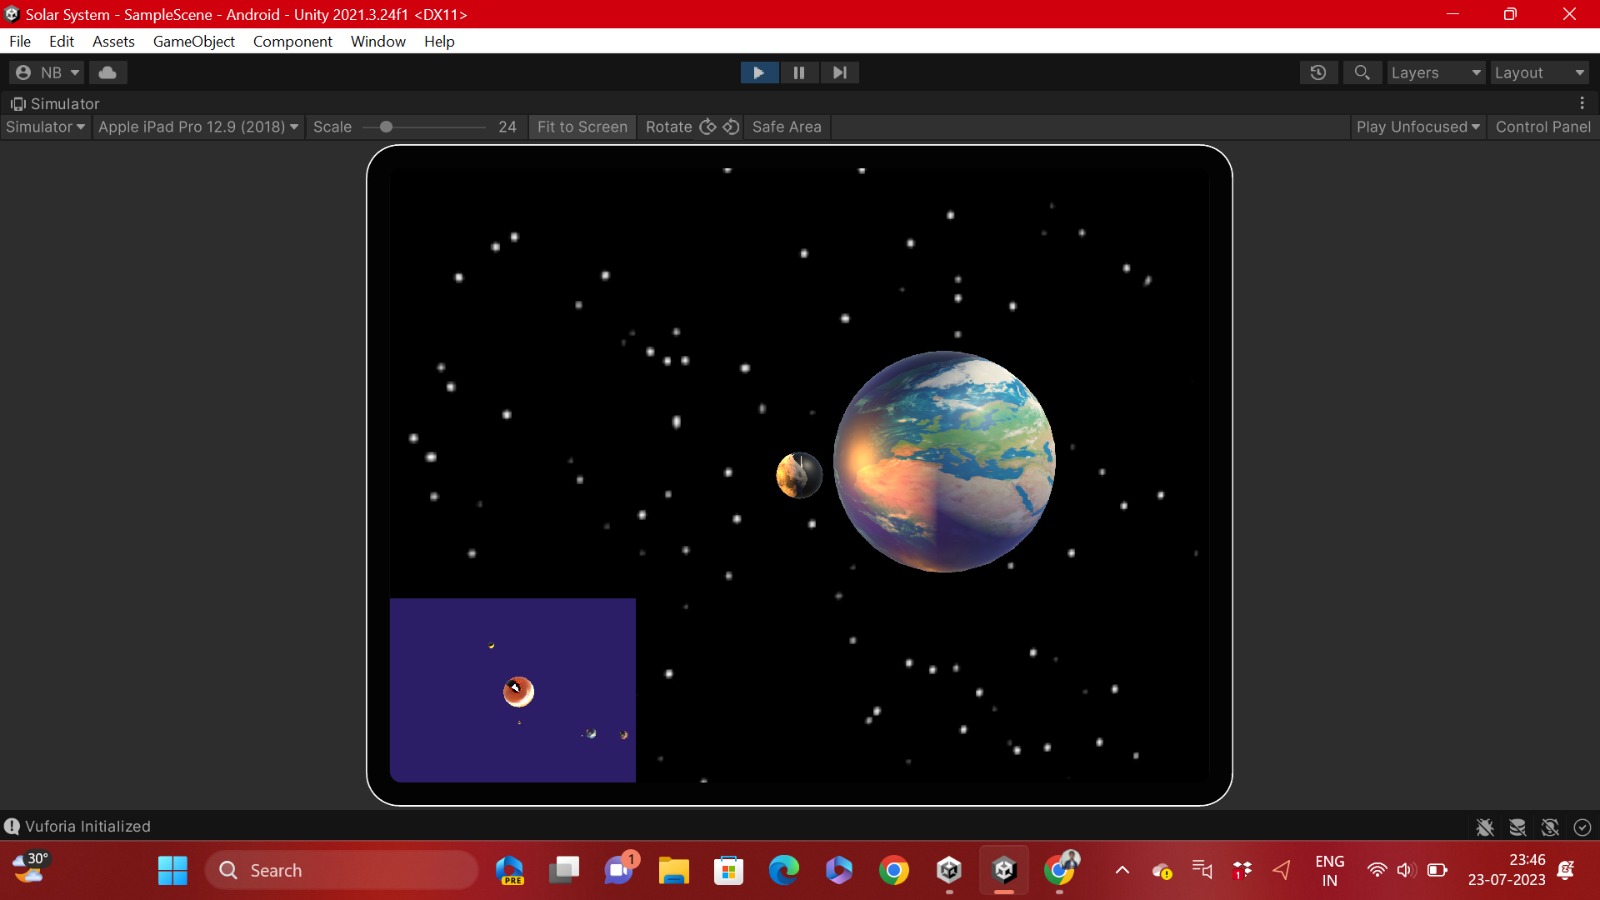 Solar System - SampleScene - Android - Unity 2021.3.24f1 <DX11>
File Edit Assets GameObject Component Window Help
NB Layers Layout
Simulator
Simulator Apple iPad Pro 12.9 (2018) Scale 24 Fit to Screen Rotate Safe Area Play Unfocused Control Panel
Vuforia Initialized
30° Search PRE 1 1 ENG 23:46
IN 23-07-2023